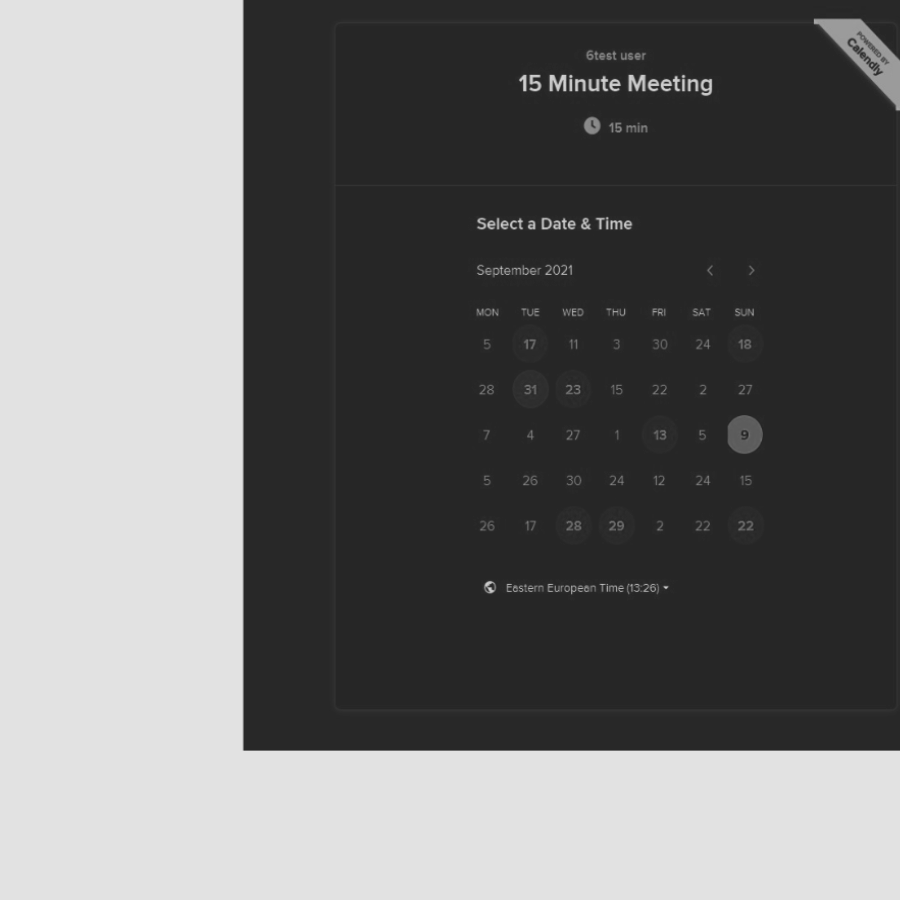 POWERED BY
Calendly
6test user
15 Minute Meeting
15 min
Select a Date & Time
September 2021
MON TUE WED THU FRI SAT SUN
5 17 11 3 30 24 18
28 31 23 15 22 2 27
7 4 27 1 13 5 9
5 26 30 24 12 24 15
26 17 28 29 2 22 22
Eastern European Time (13:26)